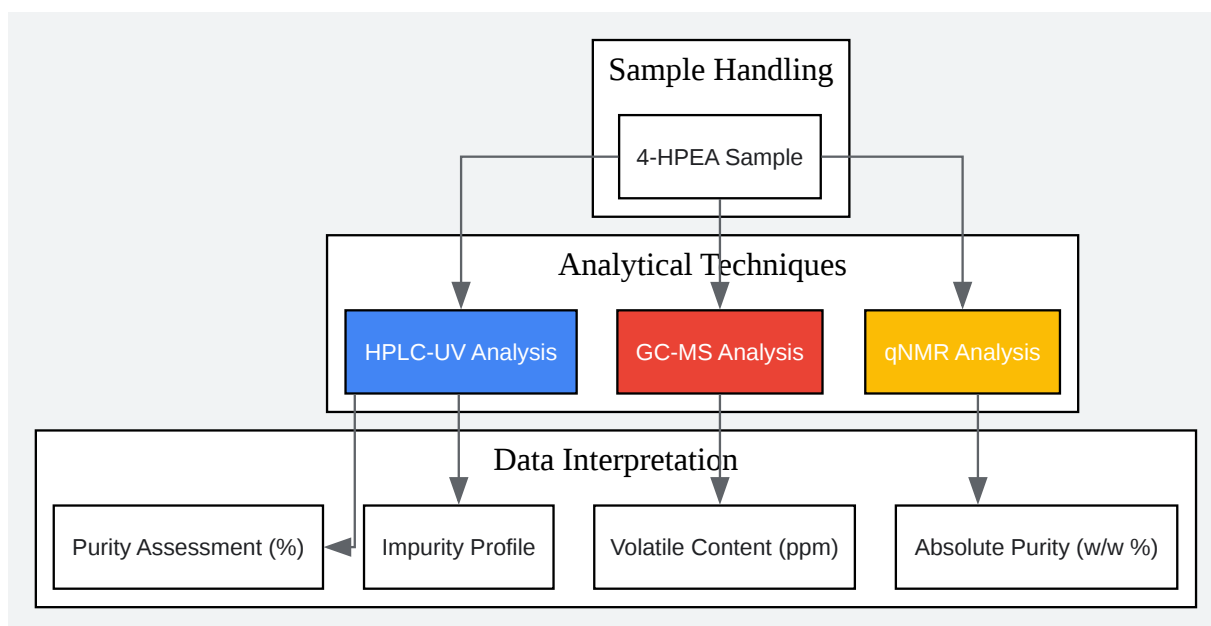 Sample Handling
4-HPEA Sample
Analytical Techniques
HPLC-UV Analysis
GC-MS Analysis
qNMR Analysis
Data Interpretation
Purity Assessment (%)
Impurity Profile
Volatile Content (ppm)
Absolute Purity (w/w %)